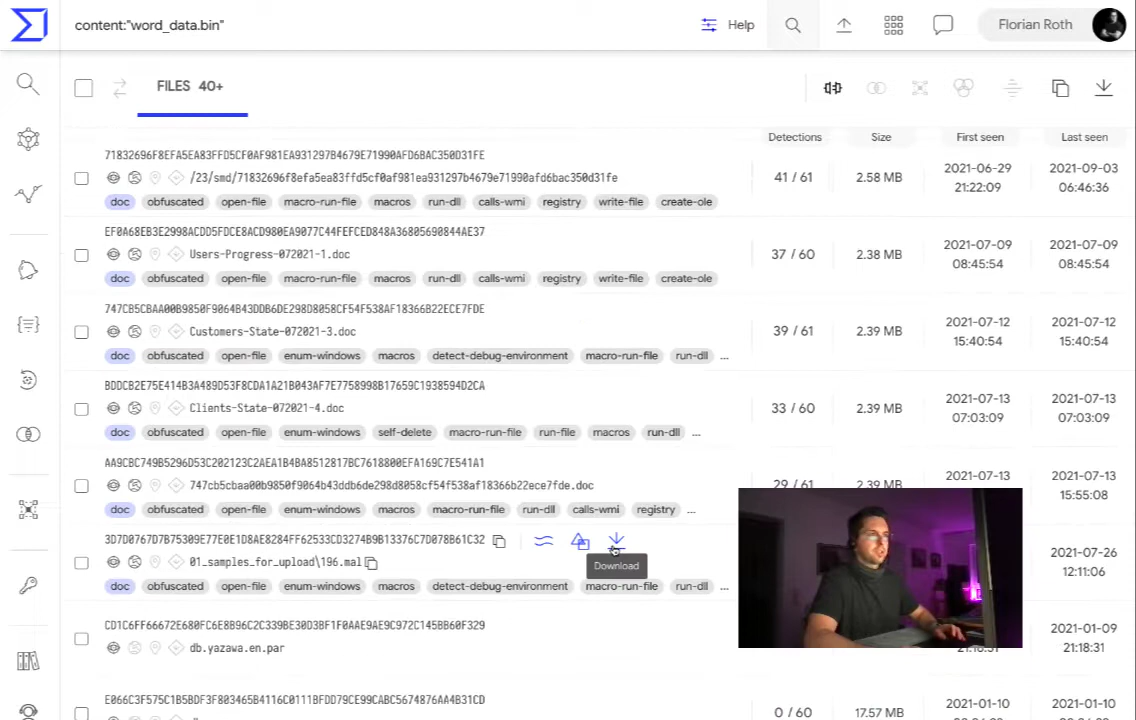 content:"word_data.bin"
Help
Florian Roth
FILES 40+
Detections Size First seen Last seen
71832696F8EFA5EA83FFD5CF0AF981EA931297B4679E71990AFD6BAC350D31FE
/23/smd/71832696f8efa5ea83ffd5cf0af981ea931297b4679e71990afd6bac350d31fe
41 / 61 2.58 MB 2021-06-29 21:22:09 2021-09-03 06:46:36
doc obfuscated open-file macro-run-file macros run-dll calls-wmi registry write-file create-ole
EF0A68EB3E2998ACDD5FDCE8ACD980EA9077C44FEFCED848A36805690844AE37
Users-Progress-072021-1.doc
37 / 60 2.38 MB 2021-07-09 08:45:54 2021-07-09 08:45:54
doc obfuscated open-file macro-run-file macros run-dll calls-wmi registry write-file create-ole
747CB5CBAA00B9850F9064B43DDB6DE298D8058CF54F538AF18366B22ECE7FDE
Customers-State-072021-3.doc
39 / 61 2.39 MB 2021-07-12 15:40:54 2021-07-12 15:40:54
doc obfuscated open-file enum-windows macros detect-debug-environment macro-run-file run-dll ...
BDDCB2E75E414B3A489D53F8CDA1A21B043AF7E7758998B17659C1938594D2CA
Clients-State-072021-4.doc
33 / 60 2.39 MB 2021-07-13 07:03:09 2021-07-13 07:03:09
doc obfuscated open-file enum-windows self-delete macro-run-file run-file macros run-dll ...
AA9CBC749B5296D53C202123C2AEA1B4BA8512817BC7618800EFA169C7E541A1
747cb5cbaa00b9850f9064b43ddb6de298d8058cf54f538af18366b22ece7fde.doc
29 / 61 2.39 MB 2021-07-13 2021-07-13 15:55:08
doc obfuscated open-file enum-windows macros macro-run-file run-dll calls-wmi registry ...
3D7D0767D7B75309E77E0E1D8AE8284FF62533CD3274B9B13376C7D078B61C32
01_samples_for_upload\196.mal
Download
2021-07-26 12:11:06
doc obfuscated open-file enum-windows macros detect-debug-environment macro-run-file run-dll ...
CD1C6FF66672E680FC6E8B96C2C339BE30D3BF1F0AAE9AE9C972C145BB60F329
db.yazawa.en.par
21:18:31 2021-01-09 21:18:31
E066C3F575C1B5BDF3F803465B4116C0111BFDD79CE99CABC5674876AA4B31CD
0 / 60 17.57 MB 2021-01-10 2021-01-10